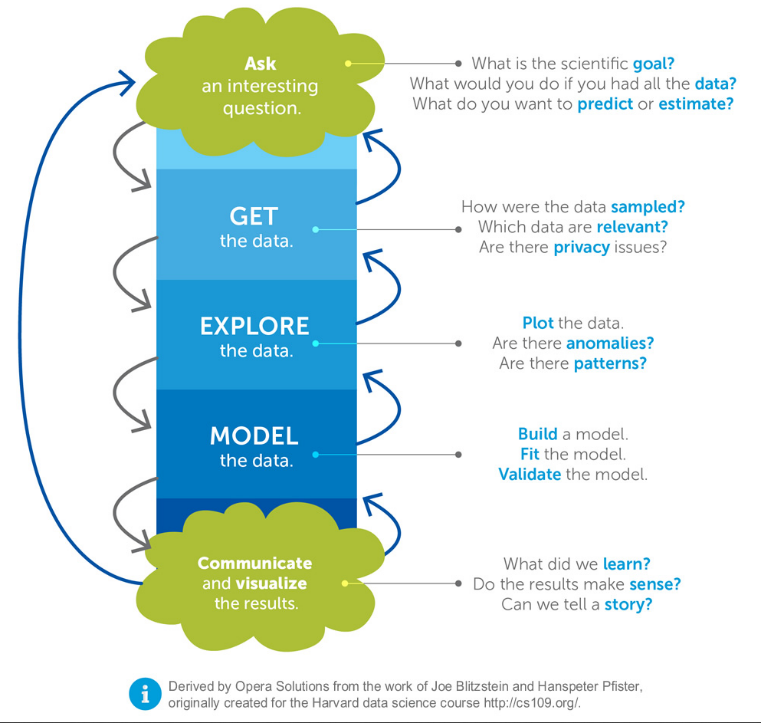 Ask
an interesting
question.
What is the scientific goal?
What would you do if you had all the data?
What do you want to predict or estimate?
GET
the data.
How were the data sampled?
Which data are relevant?
Are there privacy issues?
EXPLORE
the data.
Plot the data.
Are there anomalies?
Are there patterns?
MODEL
the data.
Build a model.
Fit the model.
Validate the model.
Communicate
and visualize
the results.
What did we learn?
Do the results make sense?
Can we tell a story?
i
Derived by Opera Solutions from the work of Joe Blitzstein and Hanspeter Pfister,
originally created for the Harvard data science course http://cs109.org/.